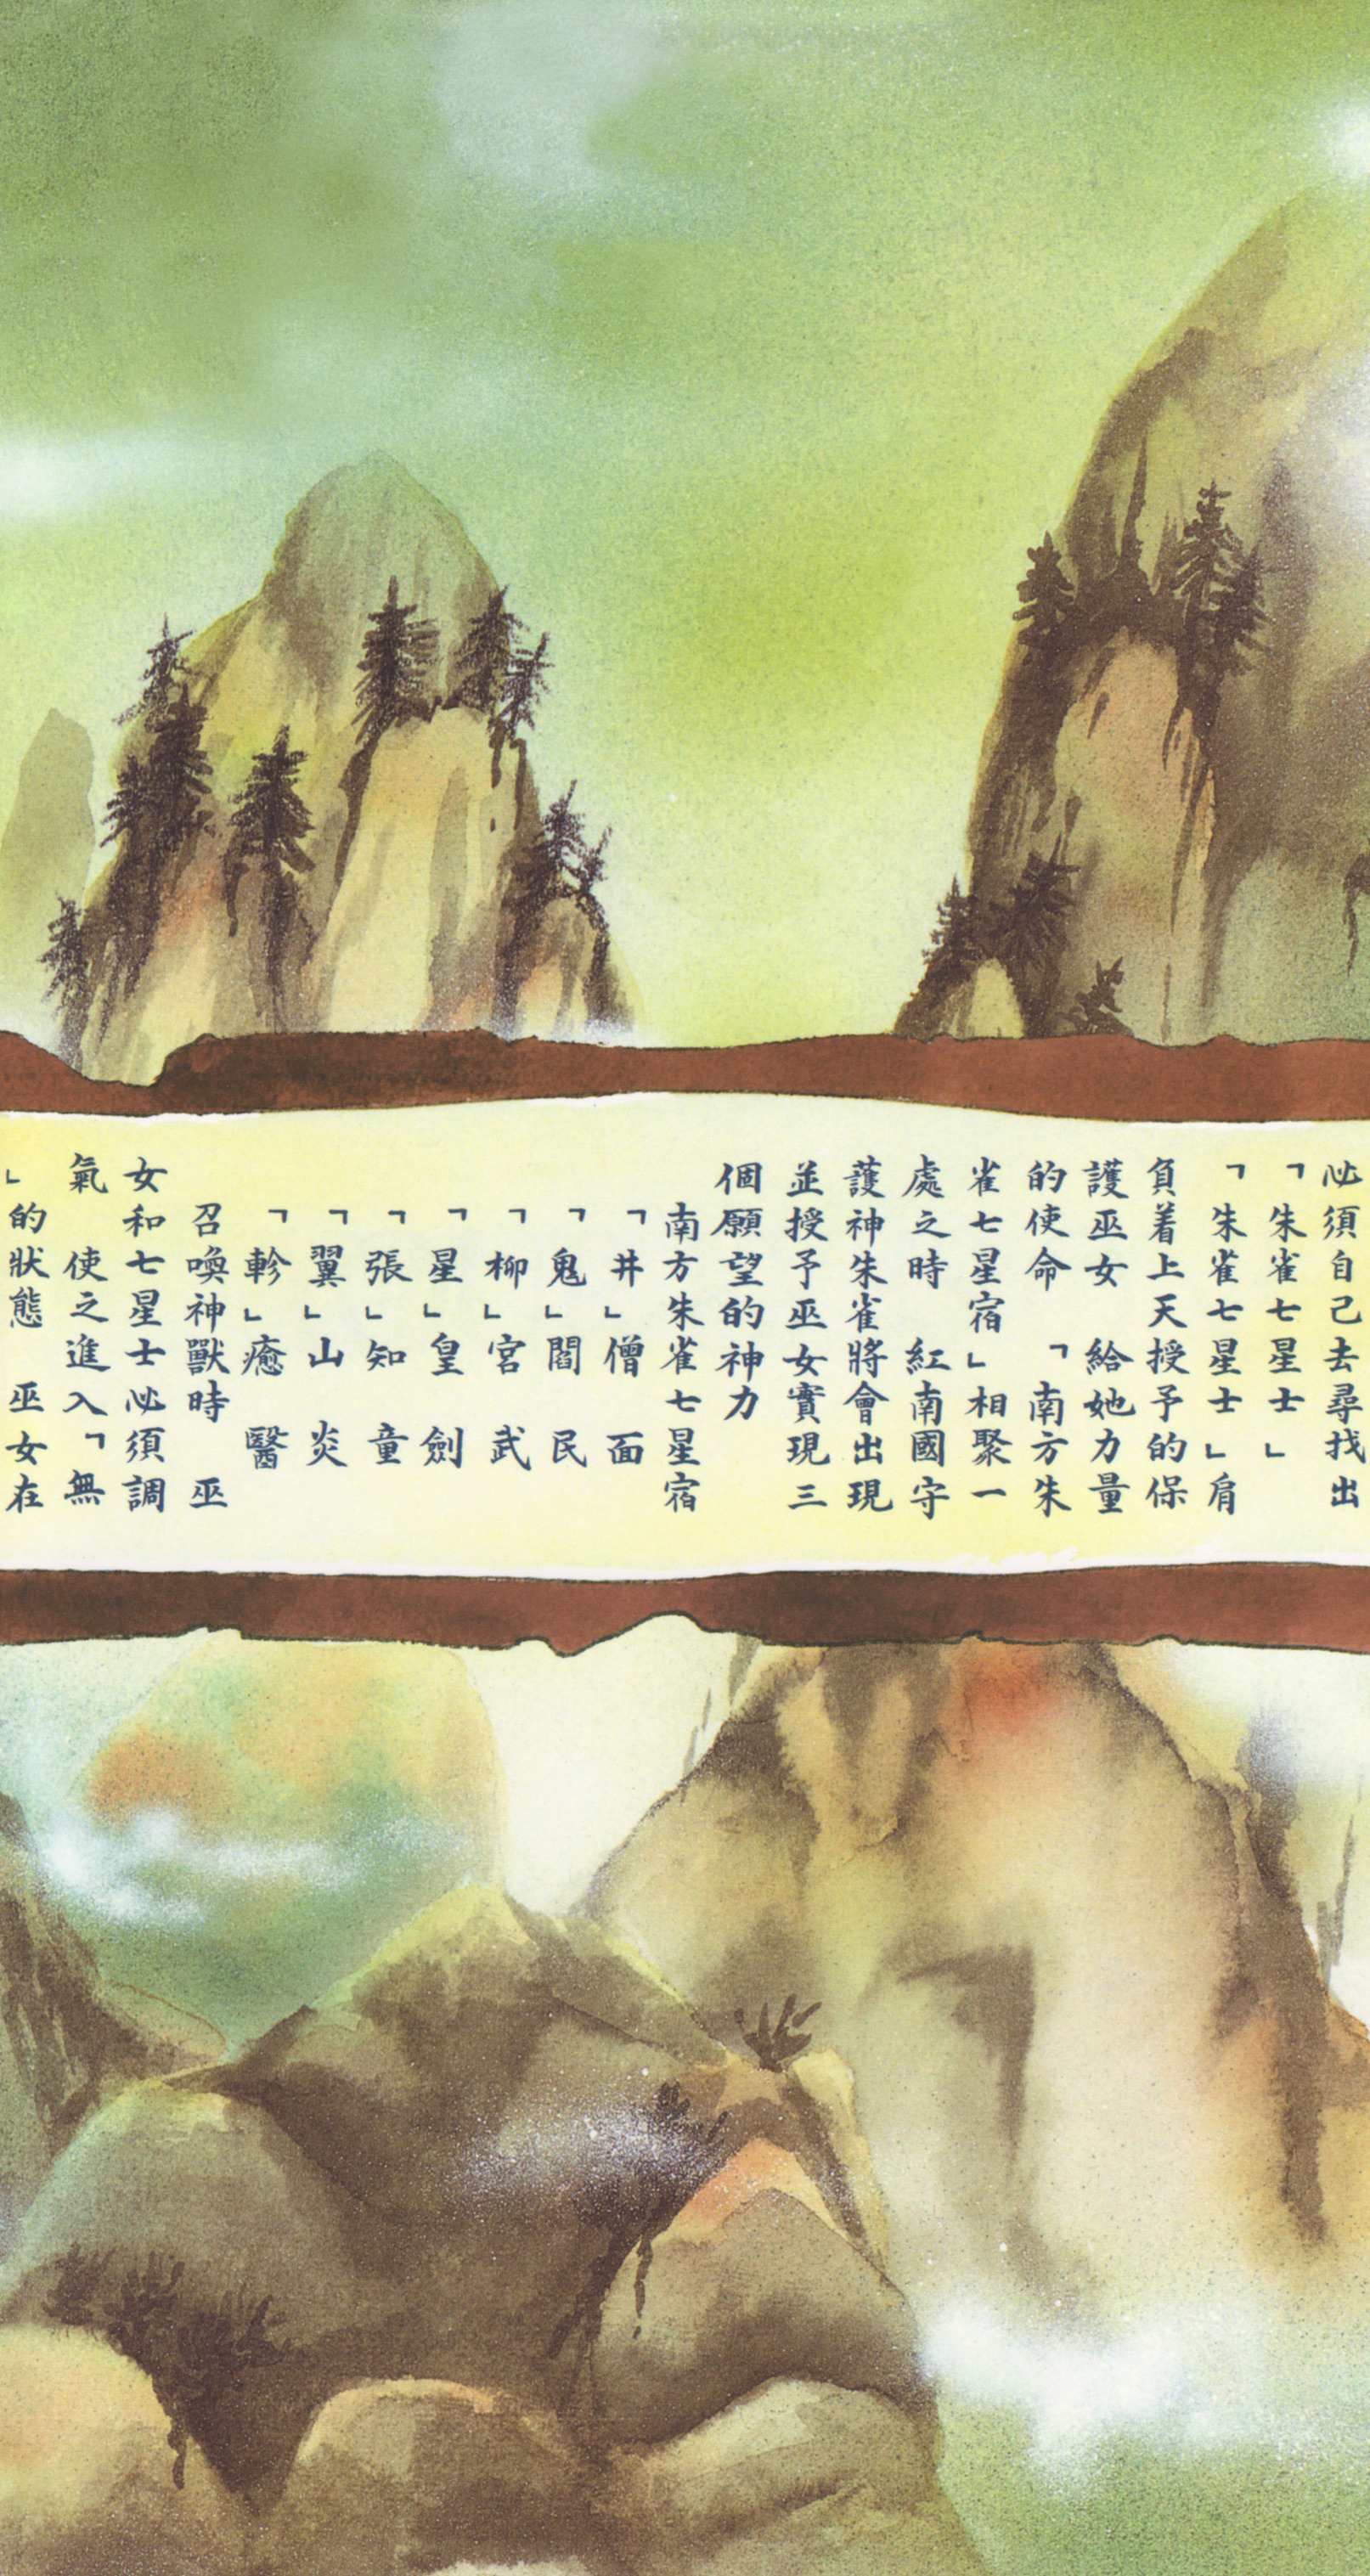 必須自己去尋找出
「朱雀七星士」
「朱雀七星士」肩
負着上天授予的保
護巫女 給她力量
的使命 「南方朱
雀七星宿」相聚一
處之時 紅南國守
護神朱雀將會出現
並授予巫女實現三
個願望的神力
南方朱雀七星宿
「井」僧 面
「鬼」閻 民
「柳」宮 武
「星」皇 劍
「張」知 童
「翼」山 炎
「軫」癒 醫
召喚神獸時 巫
女和七星士必須調
氣 使之進入「無
」的狀態 巫女在